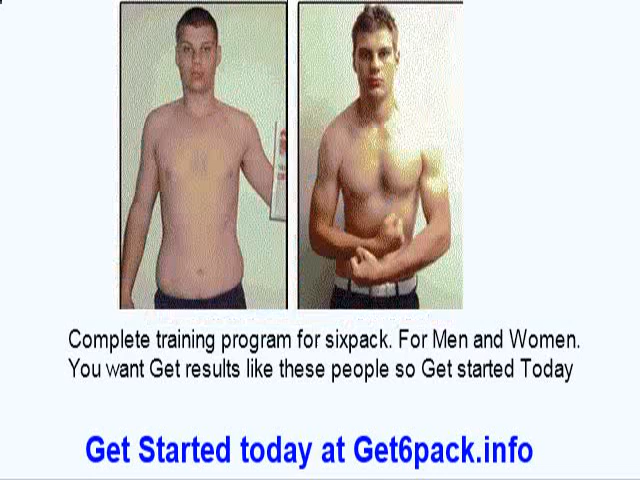 Complete training program for sixpack. For Men and Women.
You want Get results like these people so Get started Today
Get Started today at Get6pack.info